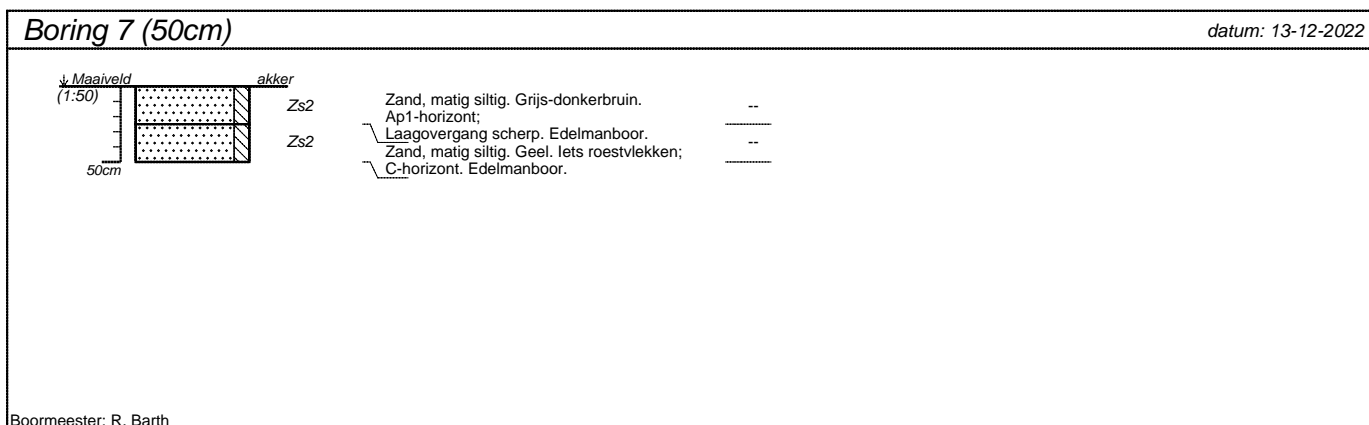 Boring 7 (50cm)
datum: 13-12-2022
Maaiveld
akker
(1:50)
Zs2
Zand, matig siltig. Grijs-donkerbruin.
Ap1-horizont;
Laagovergang scherp. Edelmanboor.
--
Zs2
Zand, matig siltig. Geel. Iets roestvlekken;
C-horizont. Edelmanboor.
--
50cm
Boormeester: R. Barth